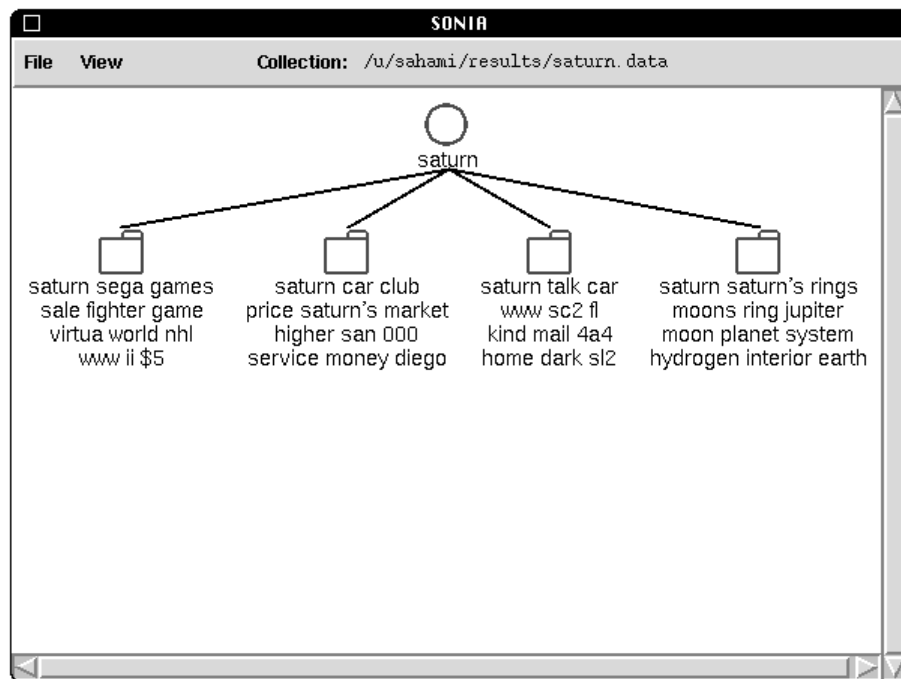 SONIA
File View Collection: /u/sahami/results/saturn.data
saturn
saturn sega games
sale fighter game
virtua world nhl
www ii $5
saturn car club
price saturn's market
higher san 000
service money diego
saturn talk car
www sc2 fl
kind mail 4a4
home dark sl2
saturn saturn's rings
moons ring jupiter
moon planet system
hydrogen interior earth